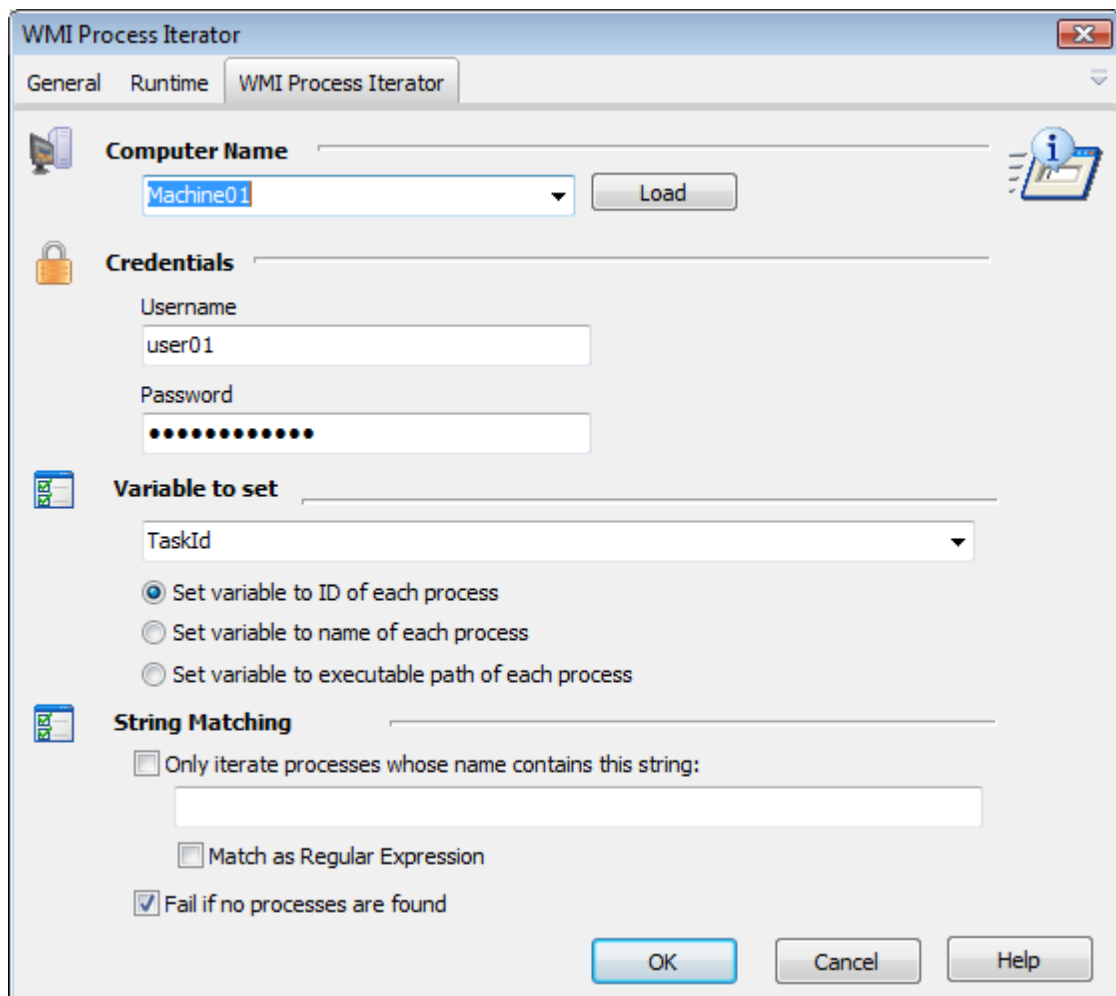 WMI Process Iterator
General Runtime WMI Process Iterator
Computer Name
Machine01 Load
Credentials
Username
user01
Password
••••••••••••
Variable to set
TaskId
Set variable to ID of each process
Set variable to name of each process
Set variable to executable path of each process
String Matching
Only iterate processes whose name contains this string:
Match as Regular Expression
Fail if no processes are found
OK Cancel Help